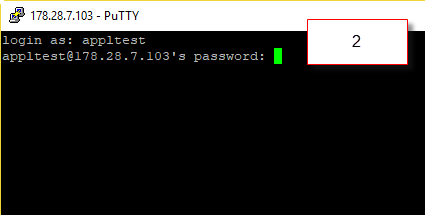 178.28.7.103 - PuTTY
2
login as: appltest
appltest@178.28.7.103's password: